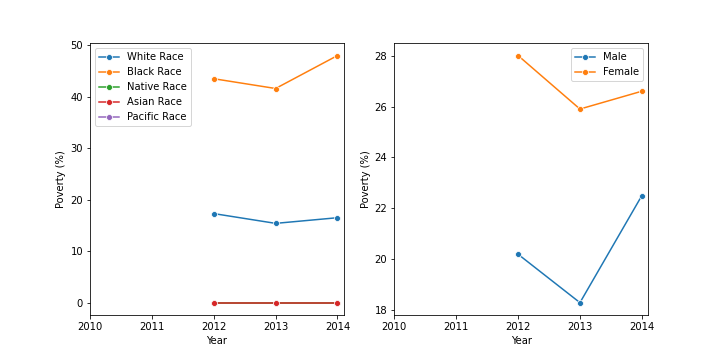 White Race
Black Race
Native Race
Asian Race
Pacific Race
50
40
30
20
10
0
Poverty (%)
2010 2011 2012 2013 2014
Year
Male
Female
28
26
24
22
20
18
Poverty (%)
2010 2011 2012 2013 2014
Year